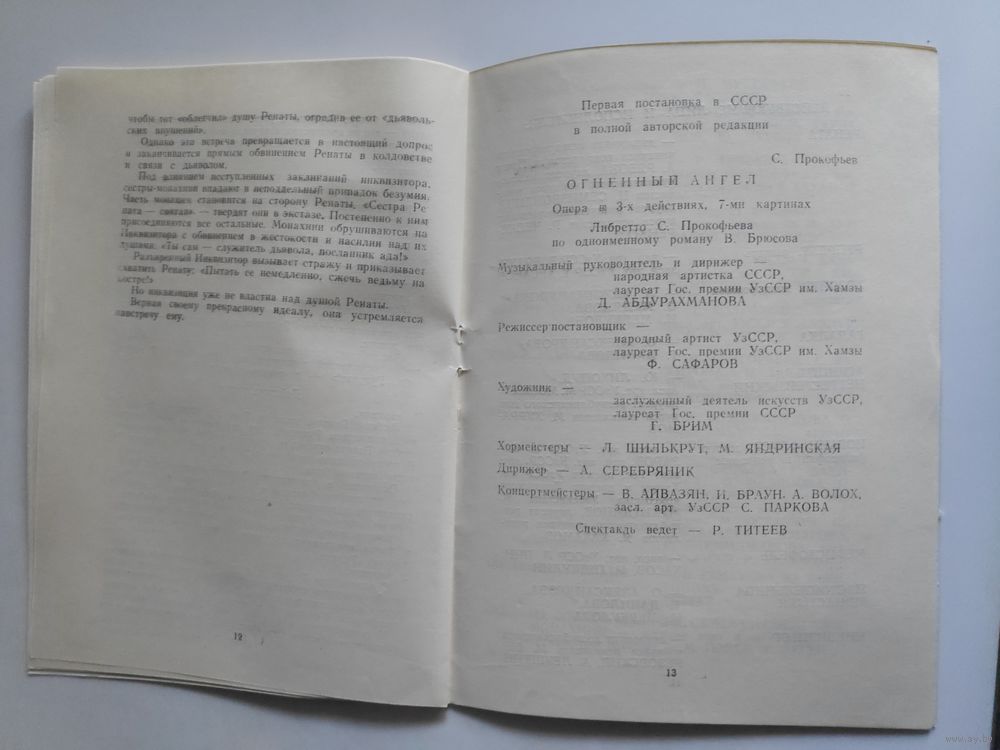 чтобы тот «облегчил» душу Ренаты, оградив ее от «дьяволь-
ских внушений».
Однако эта встреча превращается в настоящий допрос
и заканчивается прямым обвинением Ренаты в колдовстве
и связи с дьяволом.
Под влиянием исступленных заклинаний инквизитора,
сестры-монахини впадают в неподдельный припадок безумия.
Часть монахинь становится на сторону Ренаты. «Сестра Ре
ната — святая» — твердят они в экстазе. Постепенно к ним
присоединяются все остальные. Монахини обрушиваются на
Инквизитора с обвинением в жестокости и насилии над их
душами. «Ты сам — служитель дьявола, посланник ада!»
Разъяренный Инквизитор вызывает стражу и приказывает
схватить Ренату: «Пытать ее немедленно, сжечь ведьму на
костре!»
Но инквизиция уже не властна над душой Ренаты.
Верная своему прекрасному идеалу, она устремляется
навстречу ему.
12
Первая постановка в СССР
в полной авторской редакции
С. Прокофьев
ОГНЕННЫЙ АНГЕЛ
Опера в 3-х действиях, 7-ми картинах
Либретто С. Прокофьева
по одноименному роману В. Брюсова
Музыкальный руководитель и дирижер —
народная артистка СССР,
лауреат Гос. премии УзССР им. Хамзы
Д. АБДУРАХМАНОВА
Режиссер постановщик —
народный артист УзССР,
лауреат Гос. премии УзССР им. Хамзы
Ф. САФАРОВ
Художник —
заслуженный деятель искусств УзССР,
лауреат Гос. премии СССР
Г. БРИМ
Хормейстеры — Л. ШИЛЬКРУТ, М. ЯНДРИНСКАЯ
Дирижер — А. СЕРЕБРЯНИК
Концертмейстеры — В. АЙВАЗЯН, И. БРАУН, А. ВОЛОХ,
засл. арт. УзССР С. ПАРКОВА
Спектакль ведет — Р. ТИТЕЕВ
13
www.ay.by